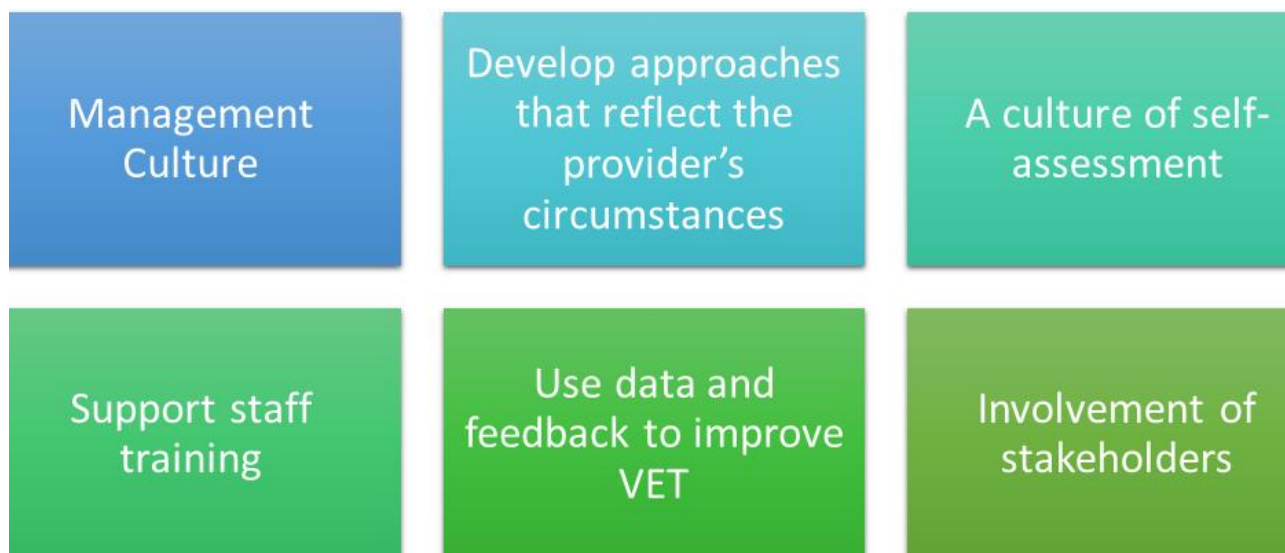 Management
Culture
Develop approaches
that reflect the
provider’s
circumstances
A culture of self-
assessment
Support staff
training
Use data and
feedback to improve
VET
Involvement of
stakeholders